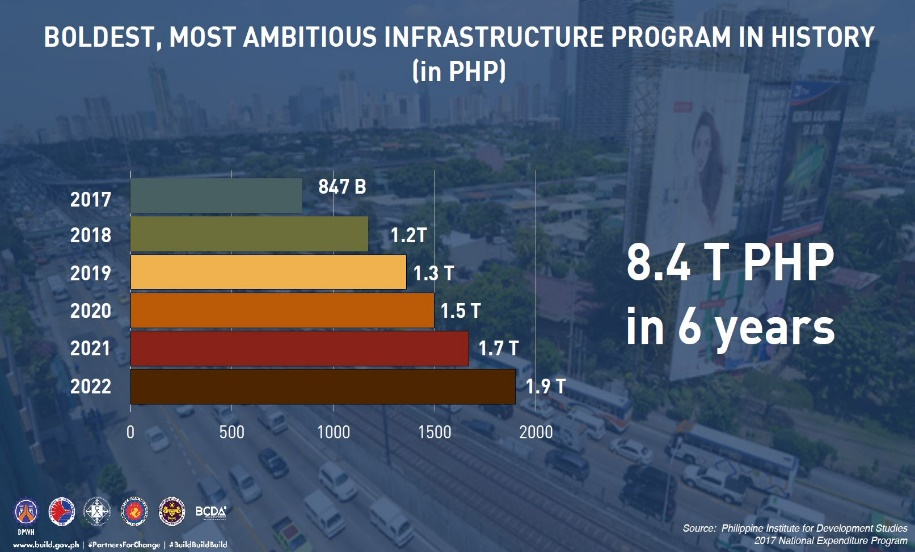 BOLDEST, MOST AMBITIOUS INFRASTRUCTURE PROGRAM IN HISTORY
(in PHP)
2017 847 B
2018 1.2T
2019 1.3 T
2020 1.5 T
2021 1.7 T
2022 1.9 T
0 500 1000 1500 2000
8.4 T PHP
in 6 years
DPWH
BCDA
www.build.gov.ph | #PartnersForChange | #BuildBuildBuild
Source: Philippine Institute for Development Studies
2017 National Expenditure Program